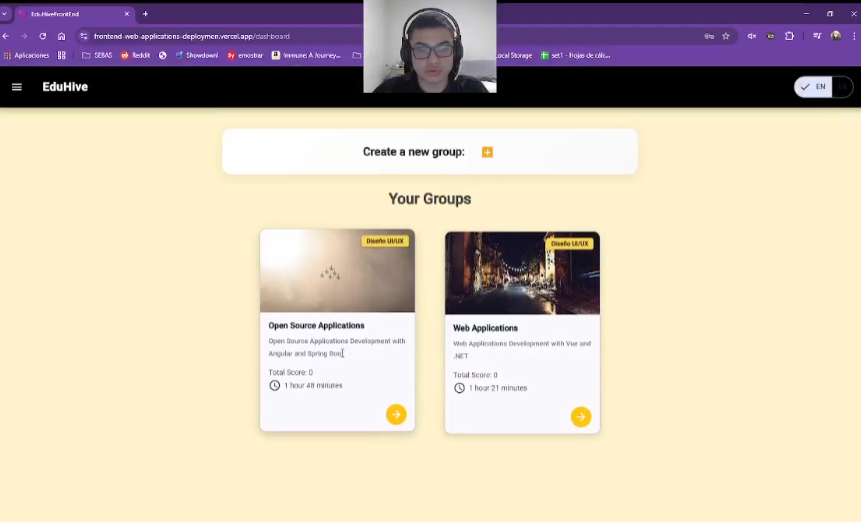 Edu.HiveFrontEnd
frontend-web-applications-deploymen.vercel.app/dashboard
Aplicaciones
SEBAS
Reddit
Showdown!
emostrar
Immune: A Journey...
Local Storage
set1 - Hojas de cálc...
EduHive
EN
Create a new group:
Your Groups
Diseño UI/UX
Open Source Applications
Open Source Applications Development with
Angular and Spring Boot
Total Score: 0
1 hour 48 minutes
Diseño UI/UX
Web Applications
Web Applications Development with Vue and
.NET
Total Score: 0
1 hour 21 minutes